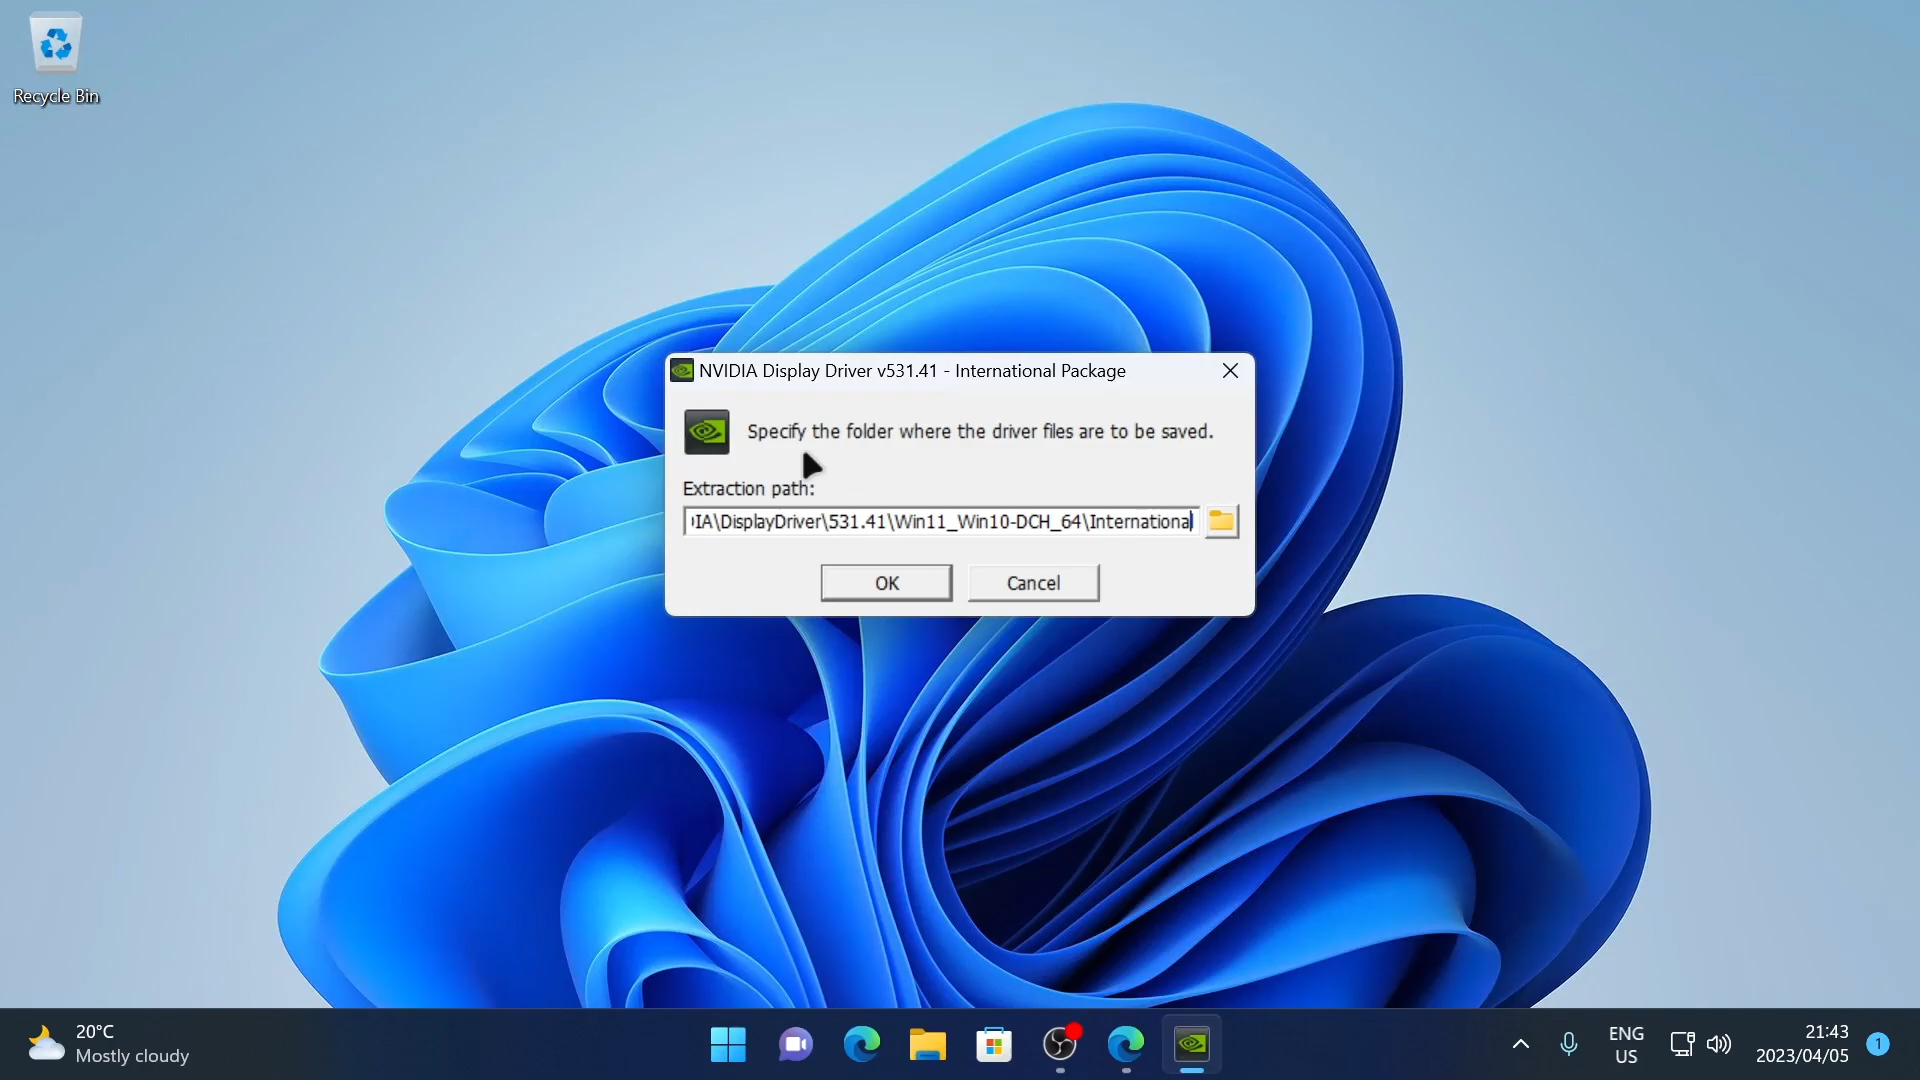 Recycle Bin
NVIDIA Display Driver v531.41 - International Package
Specify the folder where the driver files are to be saved.
Extraction path:
IA\DisplayDriver\531.41\Win11_Win10-DCH_64\International
OK
Cancel
20°C
Mostly cloudy
ENG
US
21:43
2023/04/05
1